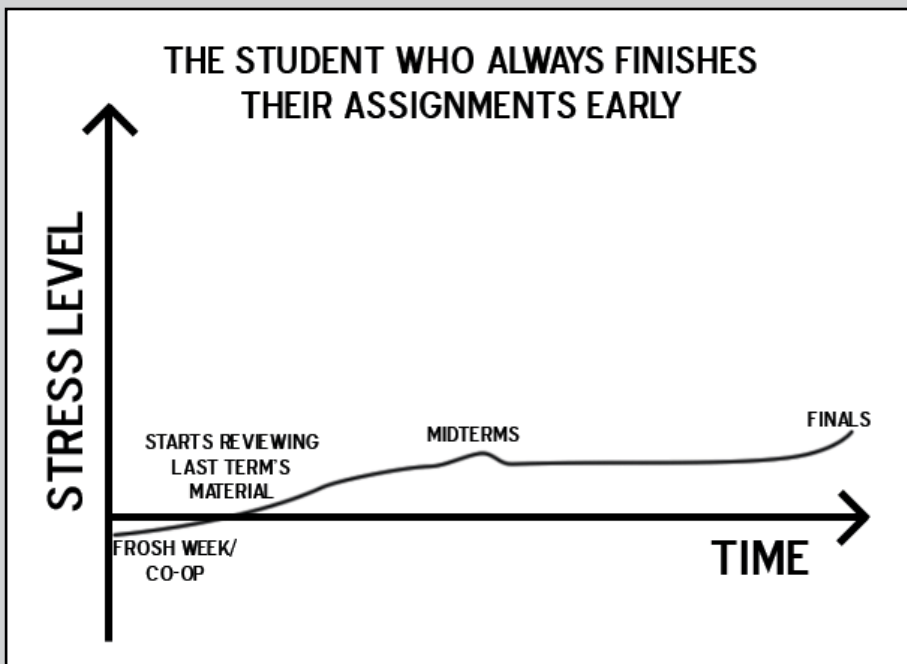 THE STUDENT WHO ALWAYS FINISHES
THEIR ASSIGNMENTS EARLY
STRESS LEVEL
STARTS REVIEWING
LAST TERM'S
MATERIAL
MIDTERMS
FINALS
FROSH WEEK/
CO-OP
TIME